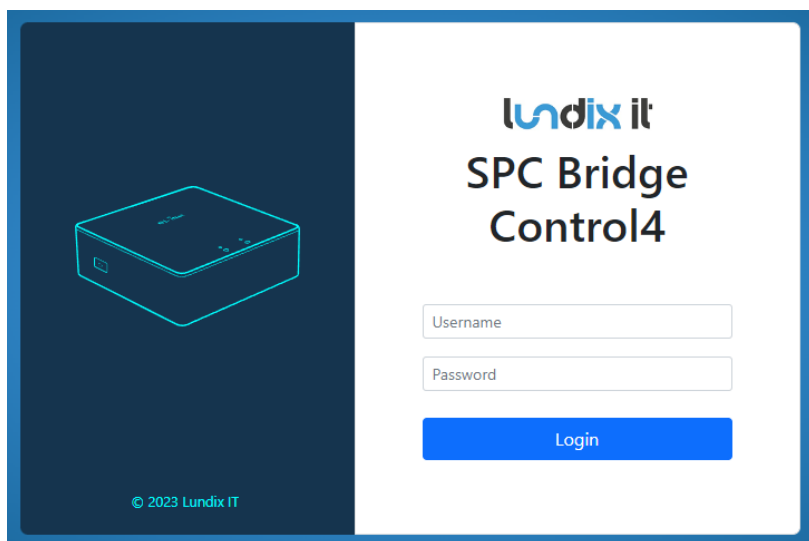 lundix it
SPC Bridge
Control4
Username
Password
Login
© 2023 Lundix IT